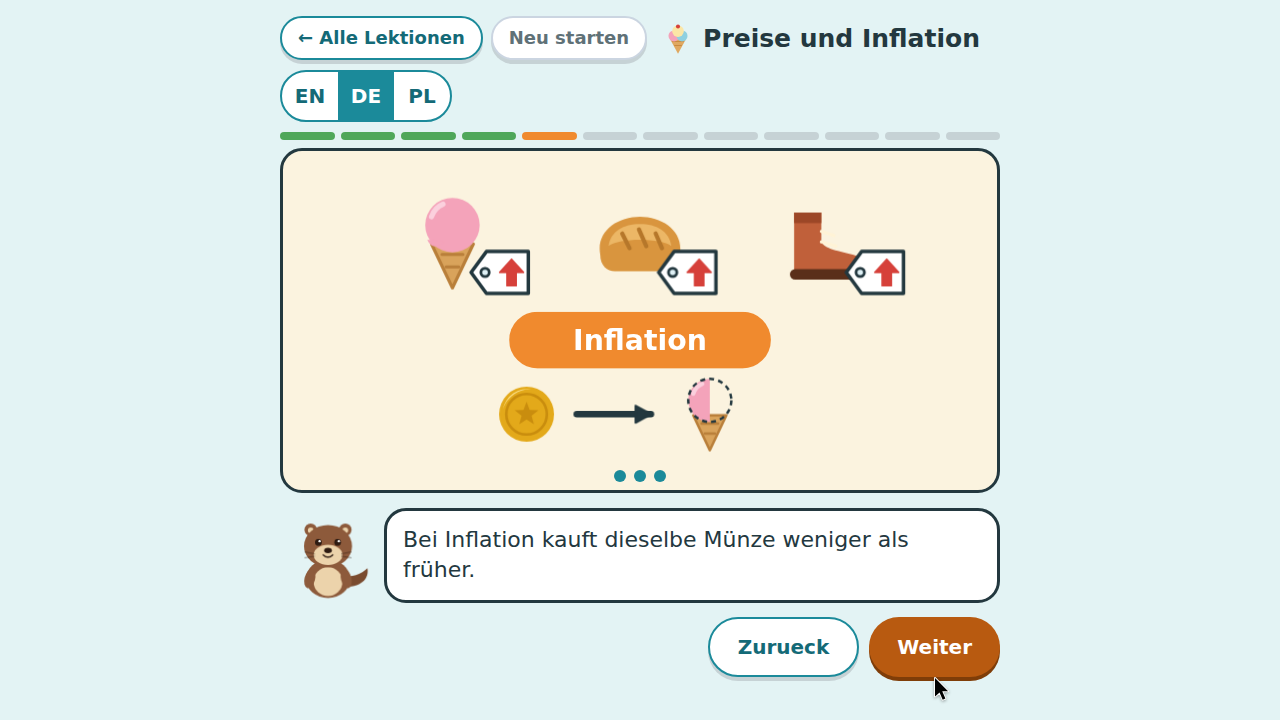 ← Alle Lektionen
Neu starten
Preise und Inflation
EN
DE
PL
Inflation
Bei Inflation kauft dieselbe Münze weniger als
früher.
Zurueck
Weiter